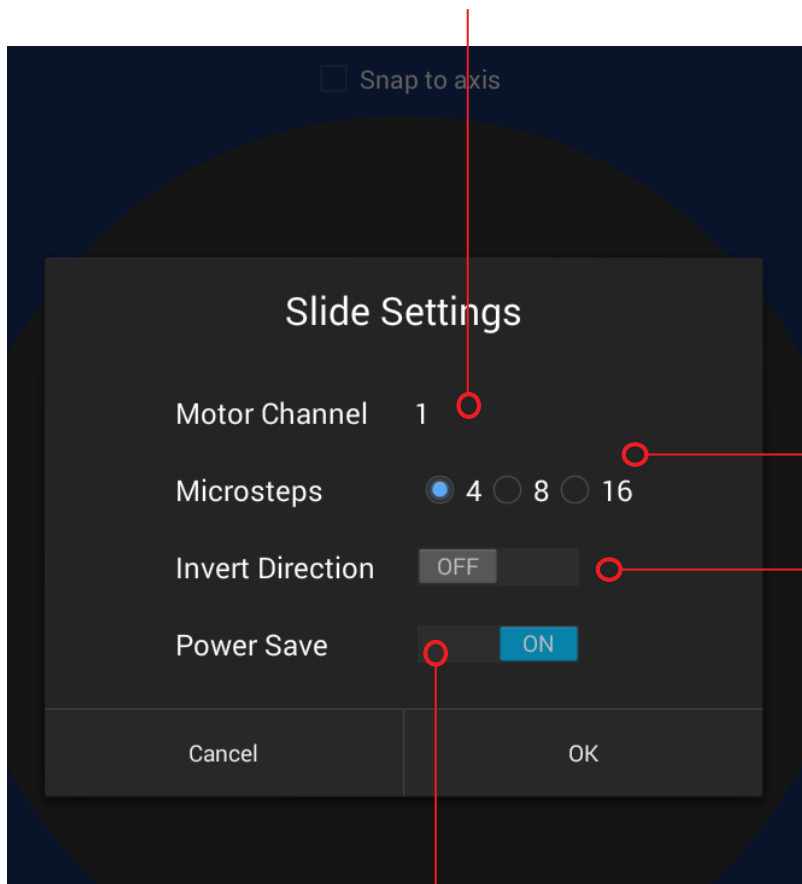 Snap to axis
Slide Settings
Motor Channel 1
Microsteps 4 8 16
Invert Direction OFF
Power Save ON
Cancel OK